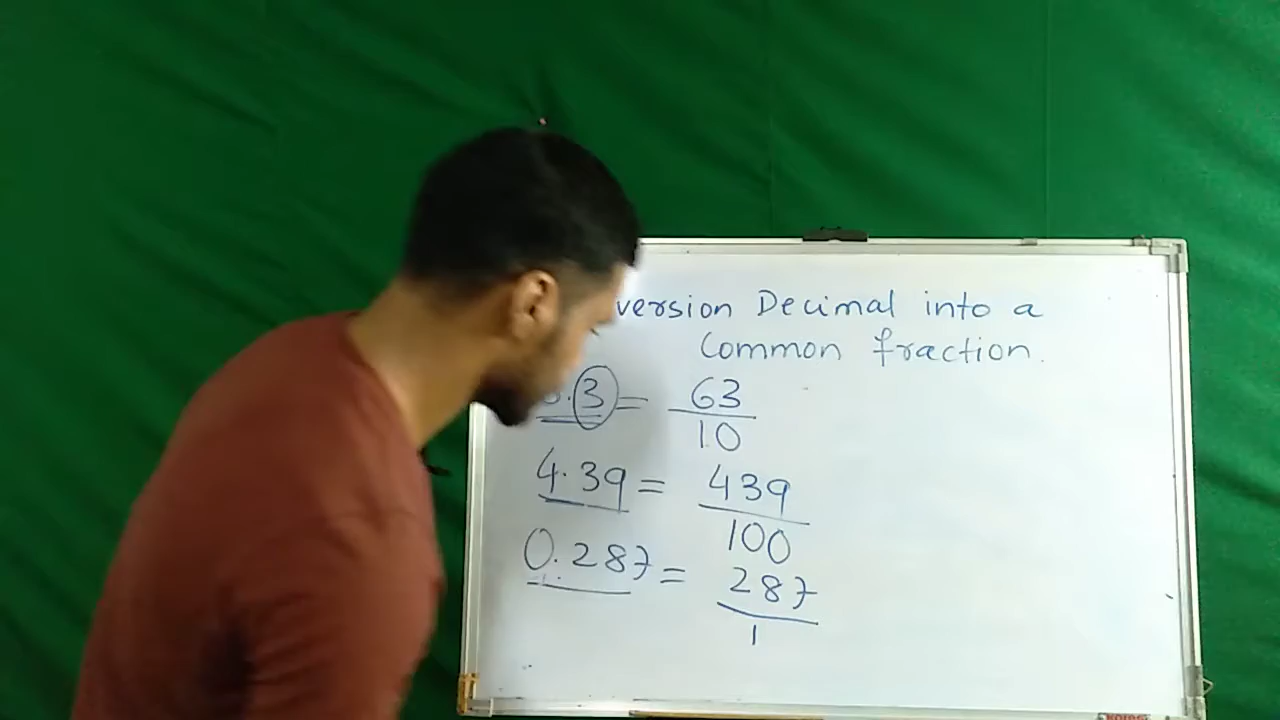 version Decimal into a
Common fraction.
.3 = 63
10
4.39 = 439
100
0.287 = 287
1